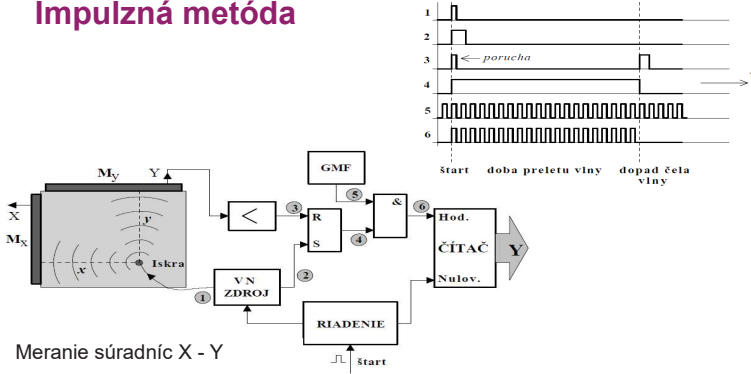 Impulzná metóda
1
2
3
porucha
4
5
6
štart doba preletu vlny dopad čela
vlny
My
Y
X
Mx
y
x
Iskra
<
3
R
S
GMF
5
&
4
6
Hod.
ČÍTAČ
Nulov.
Y
1
2
VN
ZDROJ
RIADENIE
štart
Meranie súradníc X - Y